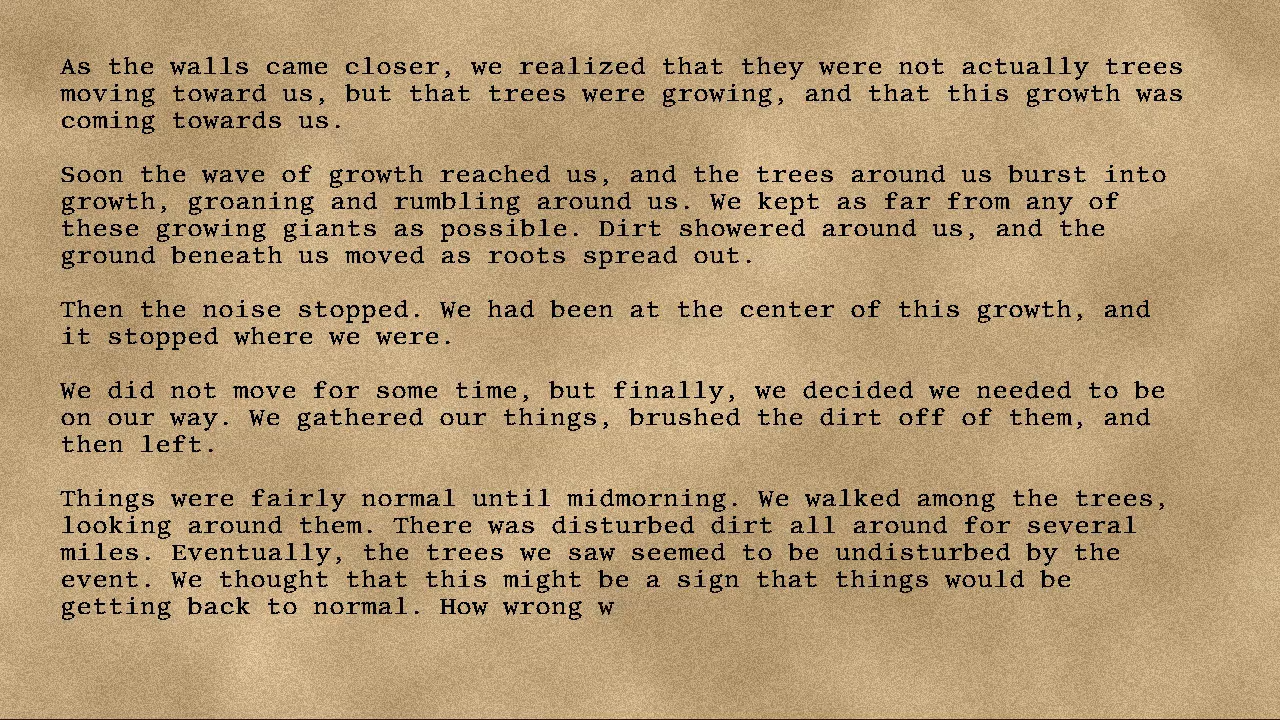 As the walls came closer, we realized that they were not actually trees
moving toward us, but that trees were growing, and that this growth was
coming towards us.
Soon the wave of growth reached us, and the trees around us burst into
growth, groaning and rumbling around us. We kept as far from any of
these growing giants as possible. Dirt showered around us, and the
ground beneath us moved as roots spread out.
Then the noise stopped. We had been at the center of this growth, and
it stopped where we were.
We did not move for some time, but finally, we decided we needed to be
on our way. We gathered our things, brushed the dirt off of them, and
then left.
Things were fairly normal until midmorning. We walked among the trees,
looking around them. There was disturbed dirt all around for several
miles. Eventually, the trees we saw seemed to be undisturbed by the
event. We thought that this might be a sign that things would be
getting back to normal. How wrong w